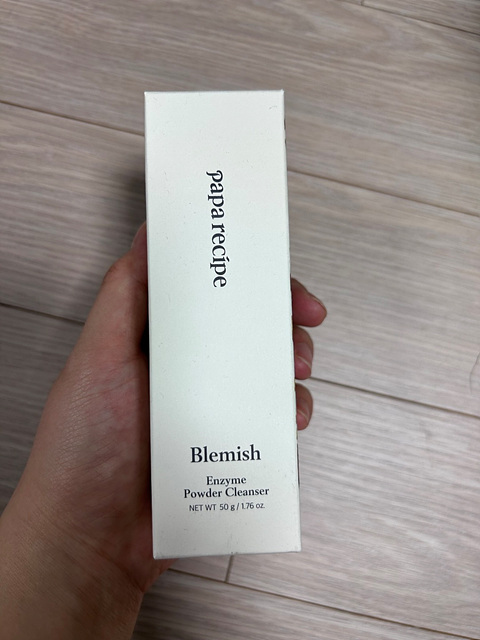 papa recipe
Blemish
Enzyme
Powder Cleanser
NET WT 50 g / 1.76 oz.